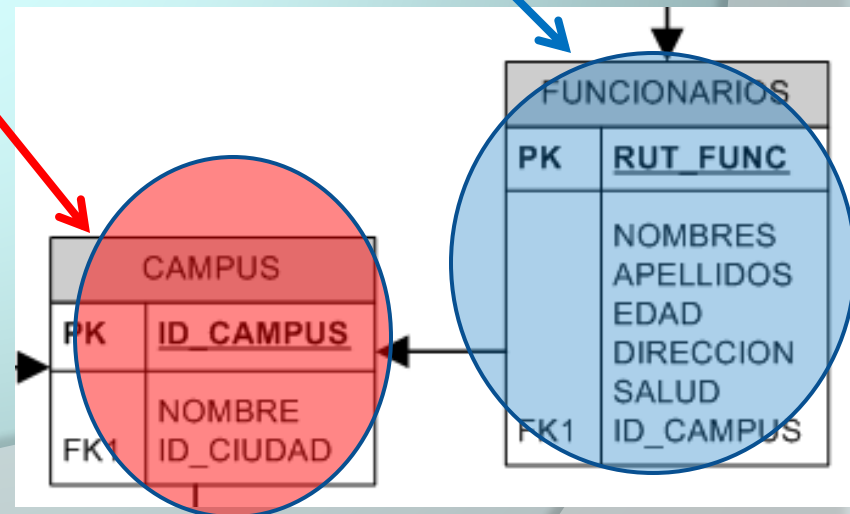 FUNCIONARIOS
PK RUT_FUNC
NOMBRES
APELLIDOS
EDAD
DIRECCION
SALUD
FK1 ID_CAMPUS
CAMPUS
PK ID_CAMPUS
NOMBRE
FK1 ID_CIUDAD